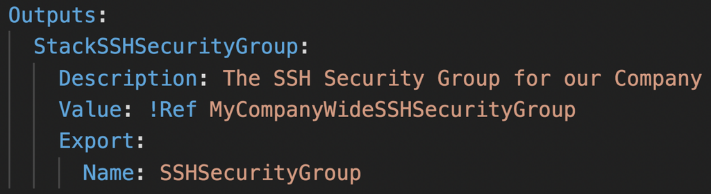 Outputs:
StackSSHSecurityGroup:
Description: The SSH Security Group for our Company
Value: !Ref MyCompanyWideSSHSecurityGroup
Export:
Name: SSHSecurityGroup